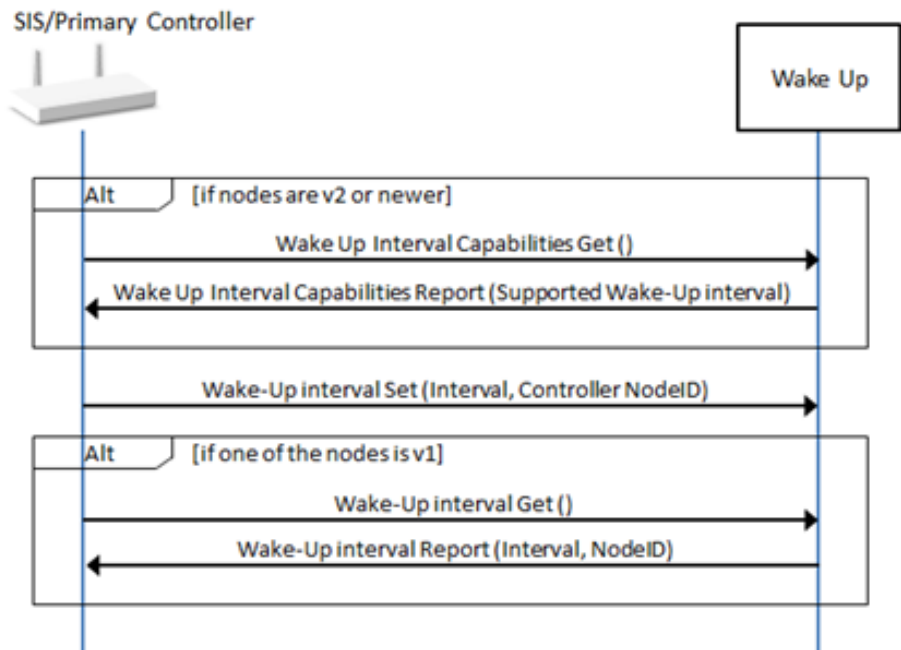 SIS/Primary Controller
Wake Up
Alt [if nodes are v2 or newer]
Wake Up Interval Capabilities Get ()
Wake Up Interval Capabilities Report (Supported Wake-Up interval)
Wake-Up interval Set (Interval, Controller NodeID)
Alt [if one of the nodes is v1]
Wake-Up interval Get ()
Wake-Up interval Report (Interval, NodeID)